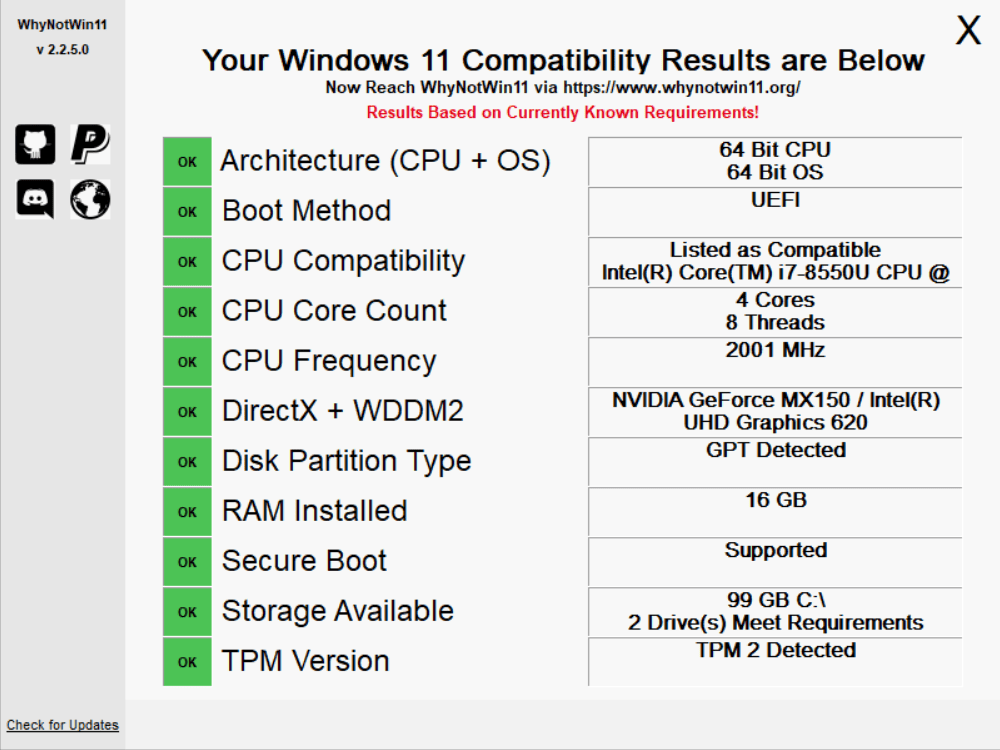 WhyNotWin11
v 2.2.5.0
X
Your Windows 11 Compatibility Results are Below
Now Reach WhyNotWin11 via https://www.whynotwin11.org/
Results Based on Currently Known Requirements!
OK Architecture (CPU + OS) 64 Bit CPU
64 Bit OS
OK Boot Method UEFI
OK CPU Compatibility Listed as Compatible
Intel(R) Core(TM) i7-8550U CPU @
OK CPU Core Count 4 Cores
8 Threads
OK CPU Frequency 2001 MHz
OK DirectX + WDDM2 NVIDIA GeForce MX150 / Intel(R)
UHD Graphics 620
OK Disk Partition Type GPT Detected
OK RAM Installed 16 GB
OK Secure Boot Supported
OK Storage Available 99 GB C:\
2 Drive(s) Meet Requirements
OK TPM Version TPM 2 Detected
Check for Updates